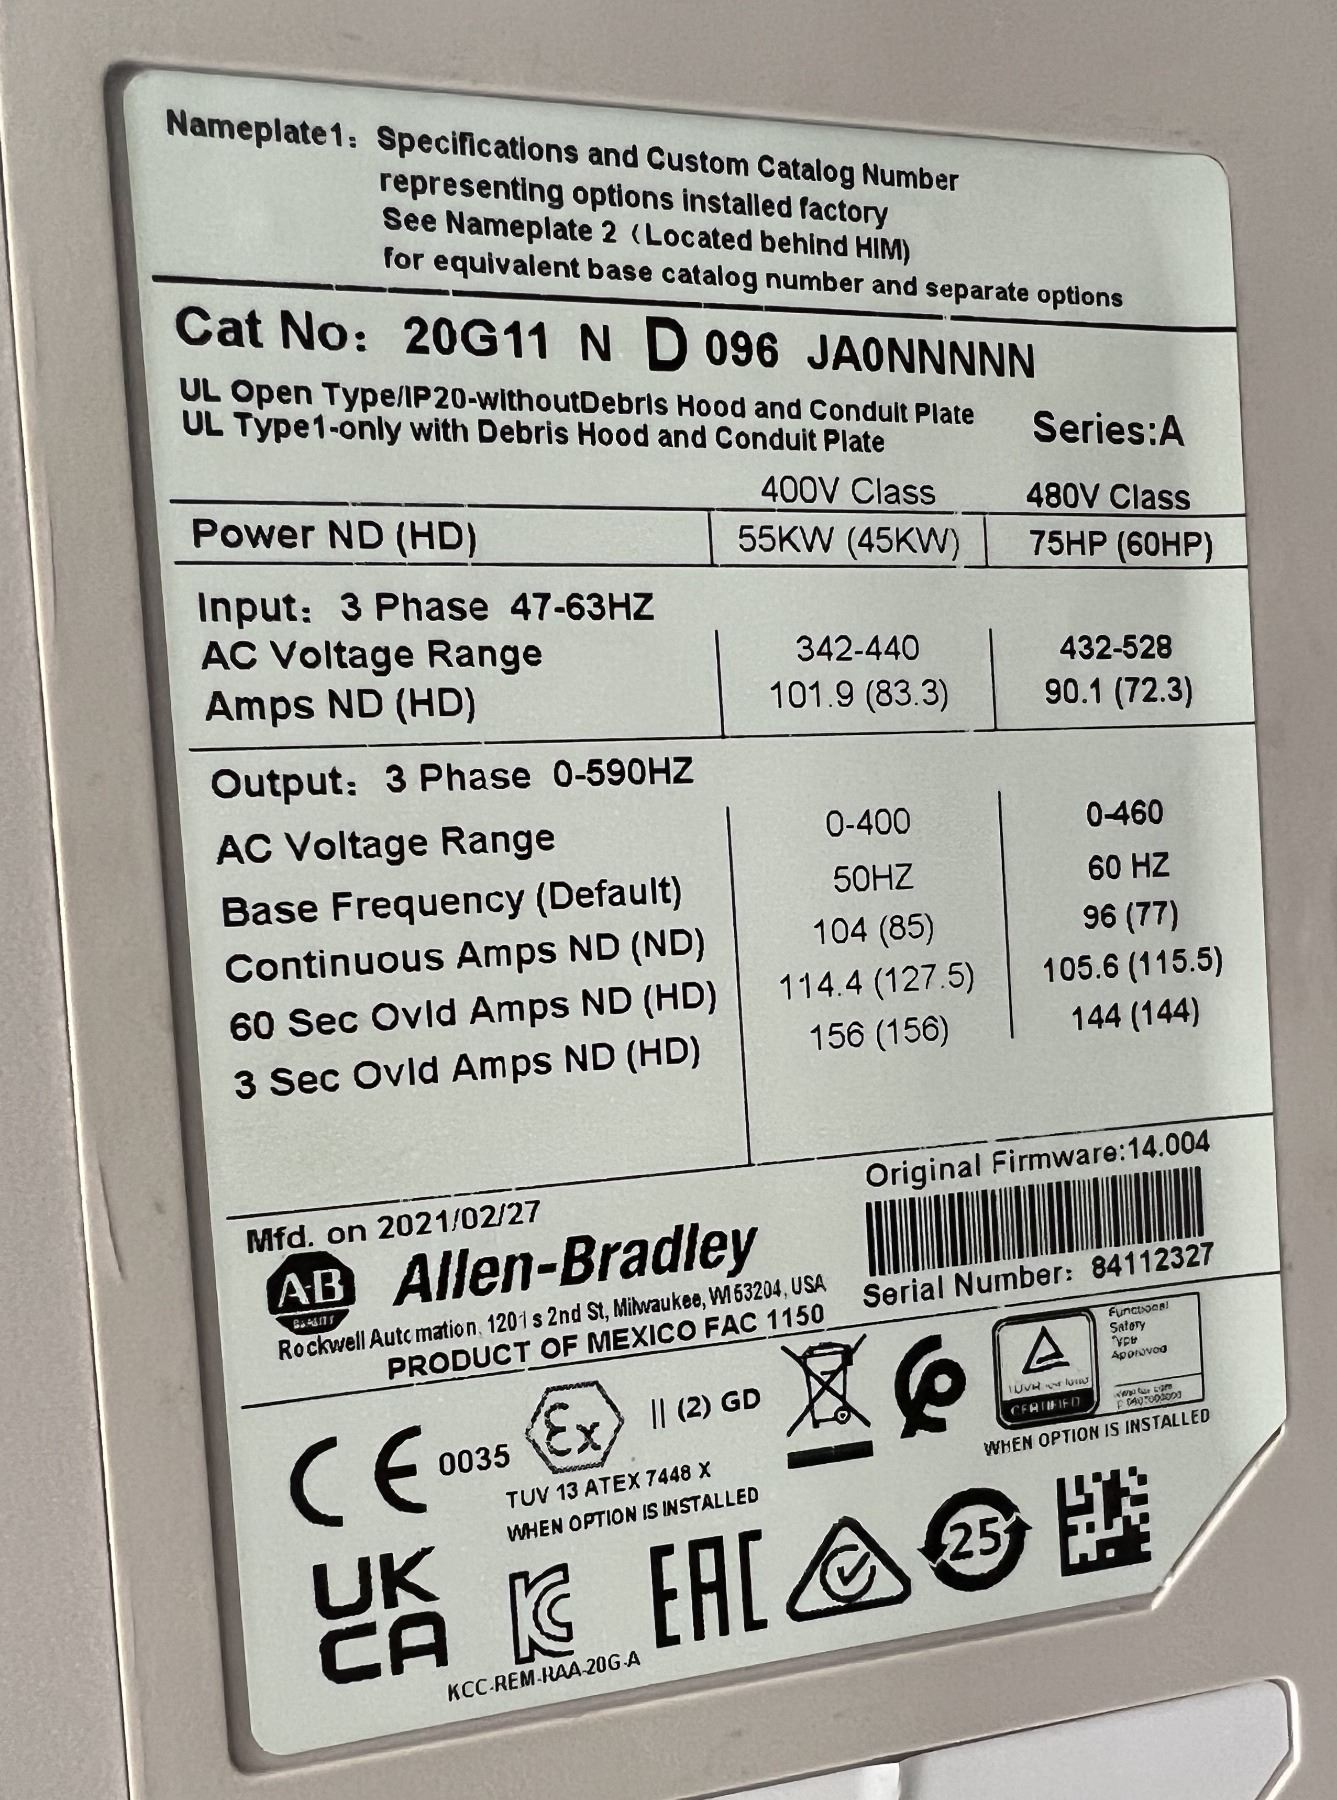 Nameplate1: Specifications and Custom Catalog Number
representing options installed factory
See Nameplate 2 (Located behind HIM)
for equivalent base catalog number and separate options
Cat No: 20G11 N D 096 JA0NNNNN
UL Open Type/IP20-withoutDebris Hood and Conduit Plate
UL Type1-only with Debris Hood and Conduit Plate
Series:A
400V Class 480V Class
Power ND (HD) 55KW (45KW) 75HP (60HP)
Input: 3 Phase 47-63HZ
AC Voltage Range 342-440 432-528
Amps ND (HD) 101.9 (83.3) 90.1 (72.3)
Output: 3 Phase 0-590HZ
AC Voltage Range 0-400 0-460
Base Frequency (Default) 50HZ 60 HZ
Continuous Amps ND (ND) 104 (85) 96 (77)
60 Sec Ovld Amps ND (HD) 114.4 (127.5) 105.6 (115.5)
3 Sec Ovld Amps ND (HD) 156 (156) 144 (144)
Original Firmware:14.004
Mfd. on 2021/02/27
AB Allen-Bradley
Serial Number: 84112327
Rockwell Automation, 1201 s 2nd St, Milwaukee, WI 53204, USA
PRODUCT OF MEXICO FAC 1150
CE 0035 Ex II (2) GD
TUV 13 ATEX 7448 X
WHEN OPTION IS INSTALLED
Functional
Safety
Type
Approved
CERTIFIED
WHEN OPTION IS INSTALLED
UK
CA
KC
EAC
25
KCC-REM-RAA-20G-A